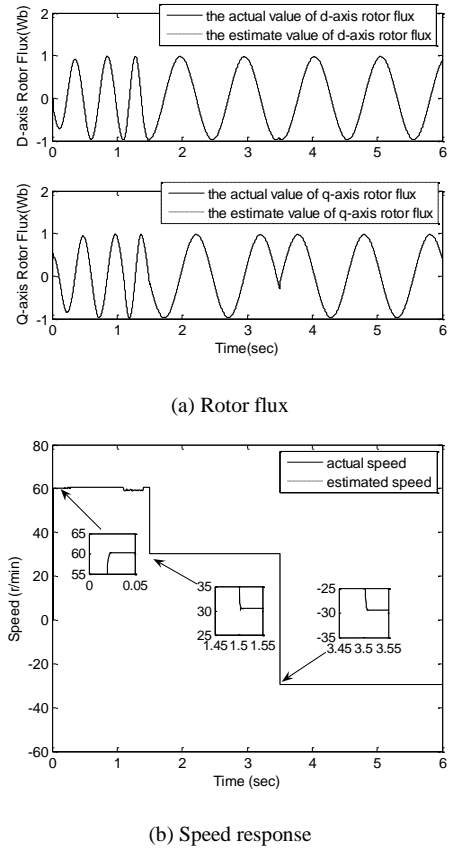 2
1
0
-1
0 1 2 3 4 5 6
D-axis Rotor Flux(Wb)
the actual value of d-axis rotor flux
the estimate value of d-axis rotor flux
2
1
0
-1
0 1 2 3 4 5 6
Q-axis Rotor Flux(Wb)
Time(sec)
the actual value of q-axis rotor flux
the estimate value of q-axis rotor flux
(a) Rotor flux
80
60
40
20
0
-20
-40
-60
0 1 2 3 4 5 6
Speed (r/min)
Time (sec)
actual speed
estimated speed
65
60
55
0 0.05
35
30
25
1.45 1.5 1.55
-25
-30
-35
3.45 3.5 3.55
(b) Speed response